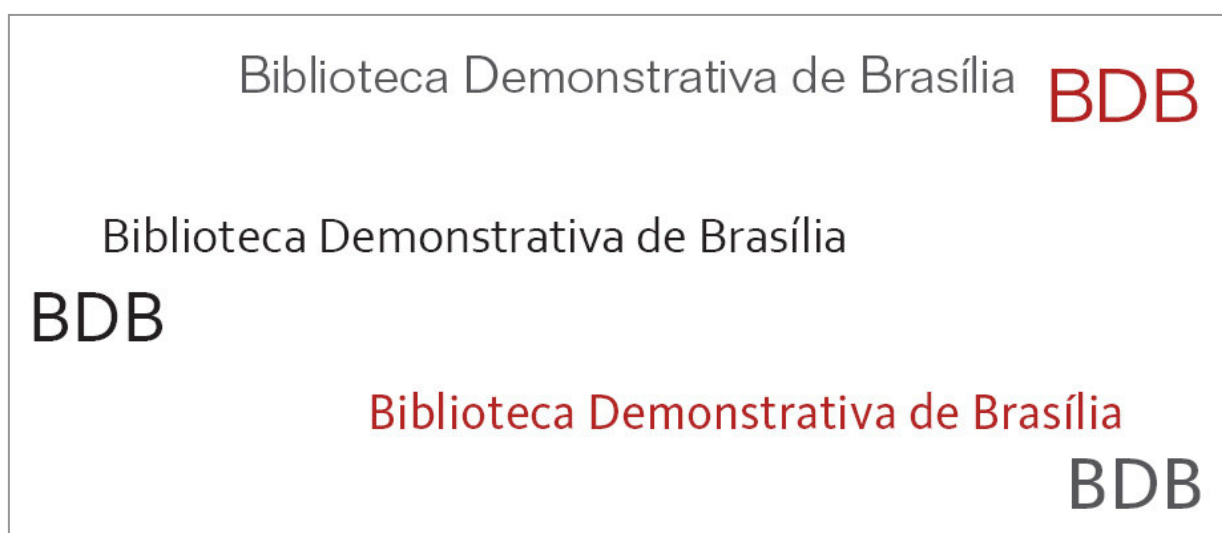 Biblioteca Demonstrativa de Brasília BDB
Biblioteca Demonstrativa de Brasília
BDB
Biblioteca Demonstrativa de Brasília
BDB